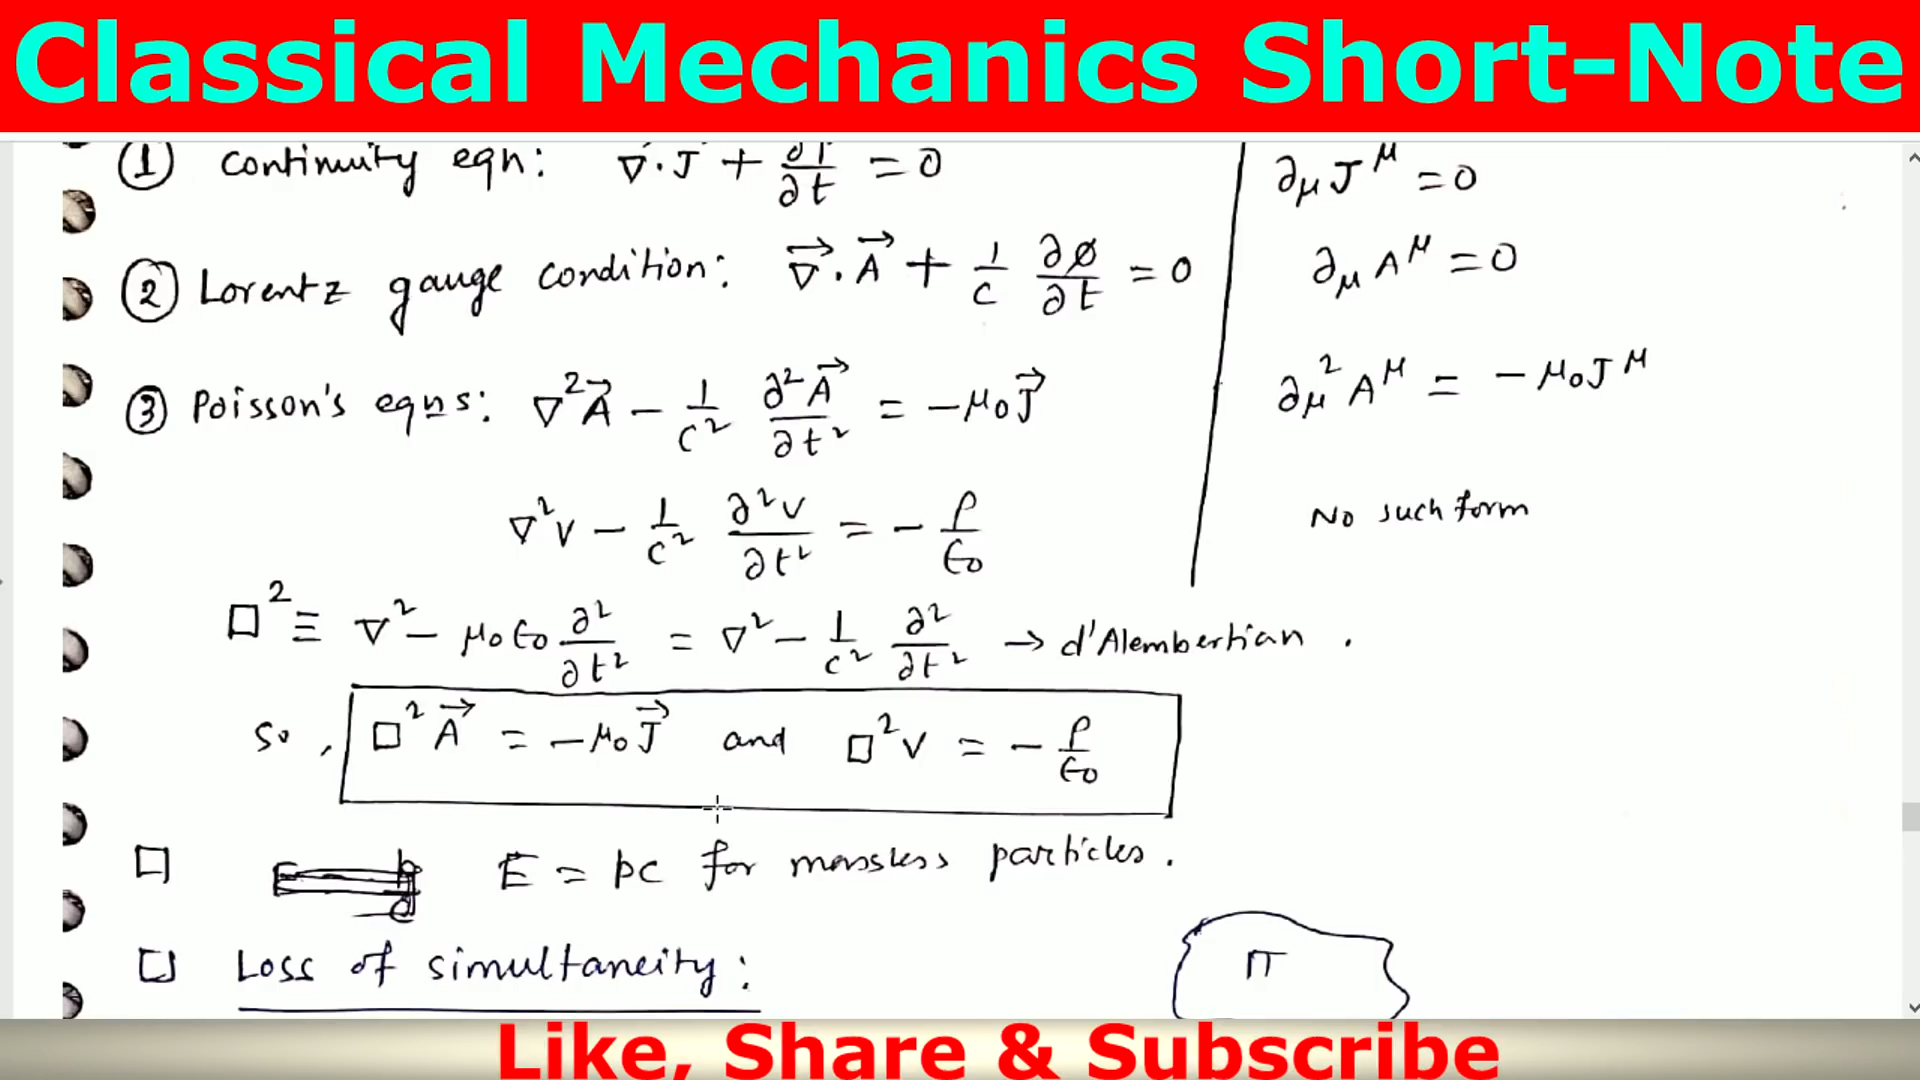 Classical Mechanics Short-Note
① Continuity eqn: ∇·J + ∂ρ/∂t = 0    ∂μ J^μ = 0
② Lorentz gauge condition: ∇⃗·A⃗ + 1/c ∂φ/∂t = 0    ∂μ A^μ = 0
③ Poisson's eqns: ∇²A⃗ − 1/c² ∂²A⃗/∂t² = −μ₀J⃗    ∂μ² A^μ = −μ₀J^μ
∇²V − 1/c² ∂²V/∂t² = − ρ/ε₀    No such form
□² ≡ ∇² − μ₀ε₀ ∂²/∂t² = ∇² − 1/c² ∂²/∂t² → d'Alembertian .
So, □²A⃗ = −μ₀J⃗ and □²V = − ρ/ε₀
□ E = pc for massless particles.
□ Loss of simultaneity:
Like, Share & Subscribe